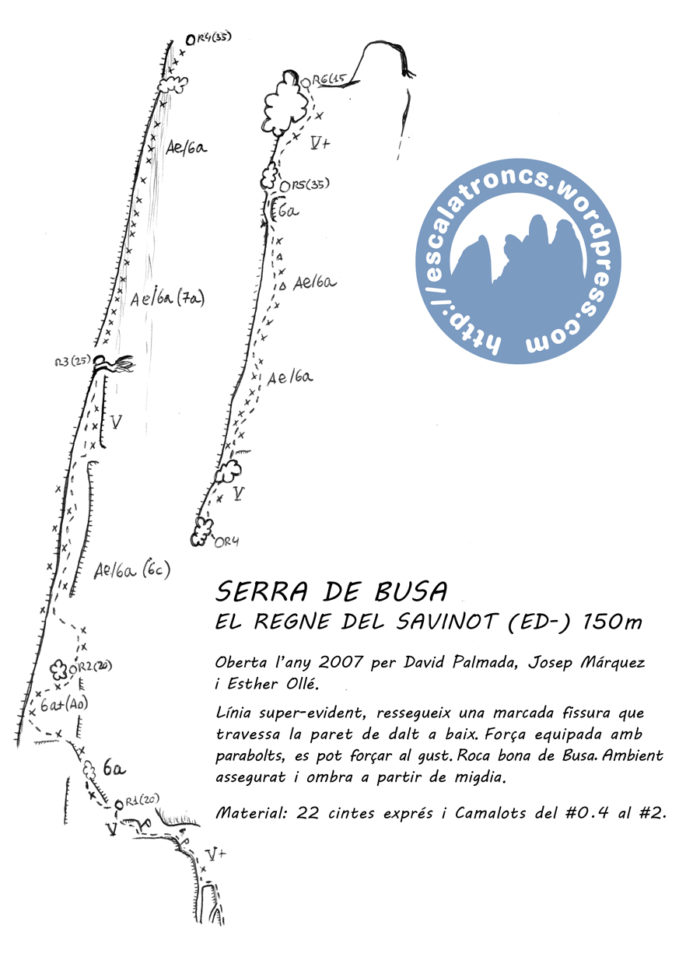 R4(35)
Ae/6a
Ae/6a(7a)
R3(25)
V
Ae/6a (6c)
R2(20)
6a+(A0)
6a
R1(20)
V
V+
R6(15
V+
R5(35)
6a
Ae/6a
Ae/6a
V
R4
http://escalatroncs.wordpress.com
SERRA DE BUSA
EL REGNE DEL SAVINOT (ED-) 150m
Oberta l'any 2007 per David Palmada, Josep Márquez
i Esther Ollé.
Línia super-evident, ressegueix una marcada fissura que
travessa la paret de dalt a baix. Força equipada amb
parabolts, es pot forçar al gust. Roca bona de Busa. Ambient
assegurat i ombra a partir de migdia.
Material: 22 cintes exprés i Camalots del #0.4 al #2.